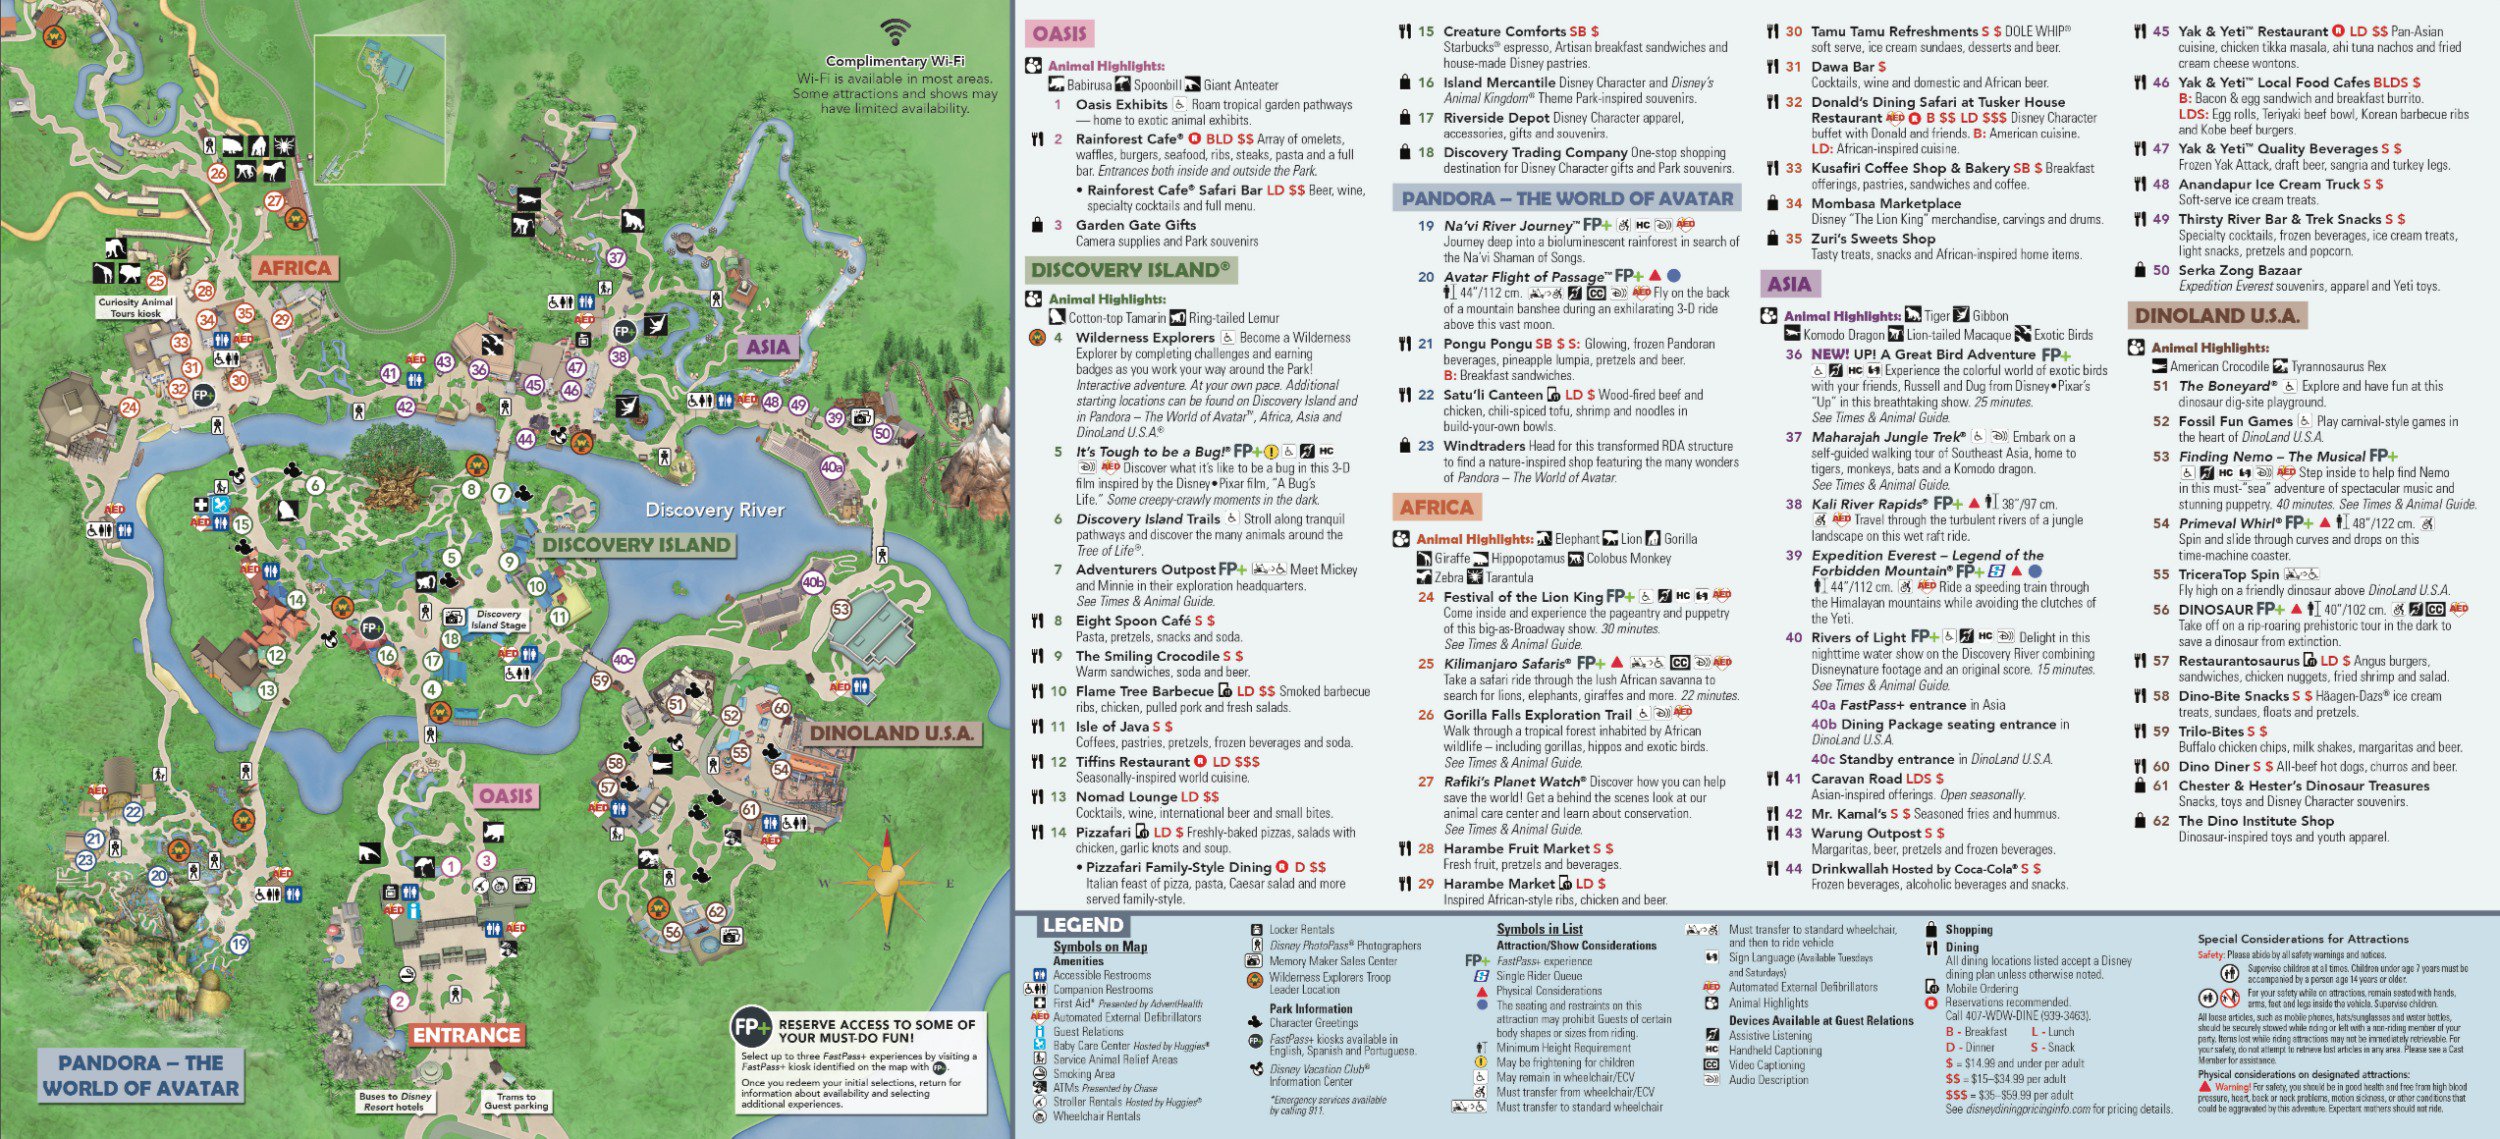 Complimentary Wi-Fi
Wi-Fi is available in most areas.
Some attractions and shows may
have limited availability.
AFRICA
Curiosity Animal
Tours kiosk
ASIA
Discovery River
DISCOVERY ISLAND
Discovery
Island Stage
DINOLAND U.S.A.
OASIS
ENTRANCE
PANDORA – THE
WORLD OF AVATAR
Buses to Disney
Resort hotels
Trams to
Guest parking
N
W E
S
FP+ RESERVE ACCESS TO SOME OF
YOUR MUST-DO FUN!
Select up to three FastPass+ experiences by visiting a
FastPass+ kiosk identified on the map with FP+.
Once you redeem your initial selections, return for
information about availability and selecting
additional experiences.
OASIS
Animal Highlights:
Babirusa Spoonbill Giant Anteater
1 Oasis Exhibits Roam tropical garden pathways
— home to exotic animal exhibits.
2 Rainforest Cafe® R BLD $$ Array of omelets,
waffles, burgers, seafood, ribs, steaks, pasta and a full
bar. Entrances both inside and outside the Park.
• Rainforest Cafe® Safari Bar LD $$ Beer, wine,
specialty cocktails and full menu.
3 Garden Gate Gifts
Camera supplies and Park souvenirs
DISCOVERY ISLAND®
Animal Highlights:
Cotton-top Tamarin Ring-tailed Lemur
4 Wilderness Explorers Become a Wilderness
Explorer by completing challenges and earning
badges as you work your way around the Park!
Interactive adventure. At your own pace. Additional
starting locations can be found on Discovery Island and
in Pandora – The World of Avatar™, Africa, Asia and
DinoLand U.S.A.®
5 It's Tough to be a Bug!® FP+ HC
AED Discover what it's like to be a bug in this 3-D
film inspired by the Disney•Pixar film, "A Bug's
Life." Some creepy-crawly moments in the dark.
6 Discovery Island Trails Stroll along tranquil
pathways and discover the many animals around the
Tree of Life®.
7 Adventurers Outpost FP+ Meet Mickey
and Minnie in their exploration headquarters.
See Times & Animal Guide.
8 Eight Spoon Café S $
Pasta, pretzels, snacks and soda.
9 The Smiling Crocodile S $
Warm sandwiches, soda and beer.
10 Flame Tree Barbecue LD $$ Smoked barbecue
ribs, chicken, pulled pork and fresh salads.
11 Isle of Java S $
Coffees, pastries, pretzels, frozen beverages and soda.
12 Tiffins Restaurant R LD $$$
Seasonally-inspired world cuisine.
13 Nomad Lounge LD $$
Cocktails, wine, international beer and small bites.
14 Pizzafari LD $ Freshly-baked pizzas, salads with
chicken, garlic knots and soup.
• Pizzafari Family-Style Dining R D $$
Italian feast of pizza, pasta, Caesar salad and more
served family-style.
15 Creature Comforts SB $
Starbucks® espresso, Artisan breakfast sandwiches and
house-made Disney pastries.
16 Island Mercantile Disney Character and Disney's
Animal Kingdom® Theme Park-inspired souvenirs.
17 Riverside Depot Disney Character apparel,
accessories, gifts and souvenirs.
18 Discovery Trading Company One-stop shopping
destination for Disney Character gifts and Park souvenirs.
PANDORA – THE WORLD OF AVATAR
19 Na'vi River Journey™ FP+ HC AED
Journey deep into a bioluminescent rainforest in search of
the Na'vi Shaman of Songs.
20 Avatar Flight of Passage™ FP+
44"/112 cm. CC AED Fly on the back
of a mountain banshee during an exhilarating 3-D ride
above this vast moon.
21 Pongu Pongu SB $ S: Glowing, frozen Pandoran
beverages, pineapple lumpia, pretzels and beer.
B: Breakfast sandwiches.
22 Satu'li Canteen LD $ Wood-fired beef and
chicken, chili-spiced tofu, shrimp and noodles in
build-your-own bowls.
23 Windtraders Head for this transformed RDA structure
to find a nature-inspired shop featuring the many wonders
of Pandora – The World of Avatar.
AFRICA
Animal Highlights: Elephant Lion Gorilla
Giraffe Hippopotamus Colobus Monkey
Zebra Tarantula
24 Festival of the Lion King FP+ HC AED
Come inside and experience the pageantry and puppetry
of this big-as-Broadway show. 30 minutes.
See Times & Animal Guide.
25 Kilimanjaro Safaris® FP+ CC AED
Take a safari ride through the lush African savanna to
search for lions, elephants, giraffes and more. 22 minutes.
26 Gorilla Falls Exploration Trail AED
Walk through a tropical forest inhabited by African
wildlife – including gorillas, hippos and exotic birds.
See Times & Animal Guide.
27 Rafiki's Planet Watch® Discover how you can help
save the world! Get a behind the scenes look at our
animal care center and learn about conservation.
See Times & Animal Guide.
28 Harambe Fruit Market S $
Fresh fruit, pretzels and beverages.
29 Harambe Market LD $
Inspired African-style ribs, chicken and beer.
30 Tamu Tamu Refreshments S $ DOLE WHIP®
soft serve, ice cream sundaes, desserts and beer.
31 Dawa Bar $
Cocktails, wine and domestic and African beer.
32 Donald's Dining Safari at Tusker House
Restaurant AED R B $$ LD $$$ Disney Character
buffet with Donald and friends. B: American cuisine.
LD: African-inspired cuisine.
33 Kusafiri Coffee Shop & Bakery SB $ Breakfast
offerings, pastries, sandwiches and coffee.
34 Mombasa Marketplace
Disney "The Lion King" merchandise, carvings and drums.
35 Zuri's Sweets Shop
Tasty treats, snacks and African-inspired home items.
ASIA
Animal Highlights: Tiger Gibbon
Komodo Dragon Lion-tailed Macaque Exotic Birds
36 NEW! UP! A Great Bird Adventure FP+
HC Experience the colorful world of exotic birds
with your friends, Russell and Dug from Disney•Pixar's
"Up" in this breathtaking show. 25 minutes.
See Times & Animal Guide.
37 Maharajah Jungle Trek® Embark on a
self-guided walking tour of Southeast Asia, home to
tigers, monkeys, bats and a Komodo dragon.
See Times & Animal Guide.
38 Kali River Rapids® FP+ 38"/97 cm.
AED Travel through the turbulent rivers of a jungle
landscape on this wet raft ride.
39 Expedition Everest – Legend of the
Forbidden Mountain® FP+ S
44"/112 cm. AED Ride a speeding train through
the Himalayan mountains while avoiding the clutches of
the Yeti.
40 Rivers of Light FP+ HC Delight in this
nighttime water show on the Discovery River combining
Disneynature footage and an original score. 15 minutes.
See Times & Animal Guide.
40a FastPass+ entrance in Asia
40b Dining Package seating entrance in
DinoLand U.S.A.
40c Standby entrance in DinoLand U.S.A.
41 Caravan Road LDS $
Asian-inspired offerings. Open seasonally.
42 Mr. Kamal's S $ Seasoned fries and hummus.
43 Warung Outpost S $
Margaritas, beer, pretzels and frozen beverages.
44 Drinkwallah Hosted by Coca-Cola® S $
Frozen beverages, alcoholic beverages and snacks.
45 Yak & Yeti™ Restaurant R LD $$ Pan-Asian
cuisine, chicken tikka masala, ahi tuna nachos and fried
cream cheese wontons.
46 Yak & Yeti™ Local Food Cafes BLDS $
B: Bacon & egg sandwich and breakfast burrito.
LDS: Egg rolls, Teriyaki beef bowl, Korean barbecue ribs
and Kobe beef burgers.
47 Yak & Yeti™ Quality Beverages S $
Frozen Yak Attack, draft beer, sangria and turkey legs.
48 Anandapur Ice Cream Truck S $
Soft-serve ice cream treats.
49 Thirsty River Bar & Trek Snacks S $
Specialty cocktails, frozen beverages, ice cream treats,
light snacks, pretzels and popcorn.
50 Serka Zong Bazaar
Expedition Everest souvenirs, apparel and Yeti toys.
DINOLAND U.S.A.
Animal Highlights:
American Crocodile Tyrannosaurus Rex
51 The Boneyard® Explore and have fun at this
dinosaur dig-site playground.
52 Fossil Fun Games Play carnival-style games in
the heart of DinoLand U.S.A.
53 Finding Nemo – The Musical FP+
HC AED Step inside to help find Nemo
in this must-"sea" adventure of spectacular music and
stunning puppetry. 40 minutes. See Times & Animal Guide.
54 Primeval Whirl® FP+ 48"/122 cm.
Spin and slide through curves and drops on this
time-machine coaster.
55 TriceraTop Spin
Fly high on a friendly dinosaur above DinoLand U.S.A.
56 DINOSAUR FP+ 40"/102 cm. CC AED
Take off on a rip-roaring prehistoric tour in the dark to
save a dinosaur from extinction.
57 Restaurantosaurus LD $ Angus burgers,
sandwiches, chicken nuggets, fried shrimp and salad.
58 Dino-Bite Snacks S $ Häagen-Dazs® ice cream
treats, sundaes, floats and pretzels.
59 Trilo-Bites S $
Buffalo chicken chips, milk shakes, margaritas and beer.
60 Dino Diner S $ All-beef hot dogs, churros and beer.
61 Chester & Hester's Dinosaur Treasures
Snacks, toys and Disney Character souvenirs.
62 The Dino Institute Shop
Dinosaur-inspired toys and youth apparel.
LEGEND
Symbols on Map
Amenities
Accessible Restrooms
Companion Restrooms
First Aid* Presented by AdventHealth
AED Automated External Defibrillators
Guest Relations
Baby Care Center Hosted by Huggies®
Service Animal Relief Areas
Smoking Area
ATMs Presented by Chase
Stroller Rentals Hosted by Huggies®
Wheelchair Rentals
Locker Rentals
Disney PhotoPass® Photographers
Memory Maker Sales Center
Wilderness Explorers Troop
Leader Location
Park Information
Character Greetings
FastPass+ kiosks available in
English, Spanish and Portuguese.
Disney Vacation Club®
Information Center
*Emergency services available
by calling 911.
Symbols in List
Attraction/Show Considerations
FP+ FastPass+ experience
S Single Rider Queue
Physical Considerations
The seating and restraints on this
attraction may prohibit Guests of certain
body shapes or sizes from riding.
Minimum Height Requirement
May be frightening for children
May remain in wheelchair/ECV
Must transfer from wheelchair/ECV
Must transfer to standard wheelchair
Must transfer to standard wheelchair,
and then to ride vehicle
Sign Language (Available Tuesdays
and Saturdays)
AED Automated External Defibrillators
Animal Highlights
Devices Available at Guest Relations
Assistive Listening
HC Handheld Captioning
CC Video Captioning
Audio Description
Shopping
Dining
All dining locations listed accept a Disney
dining plan unless otherwise noted.
Mobile Ordering
R Reservations recommended.
Call 407-WDW-DINE (939-3463).
B - Breakfast L - Lunch
D - Dinner S - Snack
$ = $14.99 and under per adult
$$ = $15–$34.99 per adult
$$$ = $35–$59.99 per adult
See disneydiningpricinginfo.com for pricing details.
Special Considerations for Attractions
Safety: Please abide by all safety warnings and notices.
Supervise children at all times. Children under age 7 years must be
accompanied by a person age 14 years or older.
For your safety while on attractions, remain seated with hands,
arms, feet and legs inside the vehicle. Supervise children.
All loose articles, such as mobile phones, hats/sunglasses and water bottles,
should be securely stowed while riding or left with a non-riding member of your
party. Items lost while riding attractions may not be immediately retrievable. For
your safety, do not attempt to retrieve lost articles in any area. Please see a Cast
Member for assistance.
Physical considerations on designated attractions:
Warning! For safety, you should be in good health and free from high blood
pressure, heart, back or neck problems, motion sickness, or other conditions that
could be aggravated by this adventure. Expectant mothers should not ride.